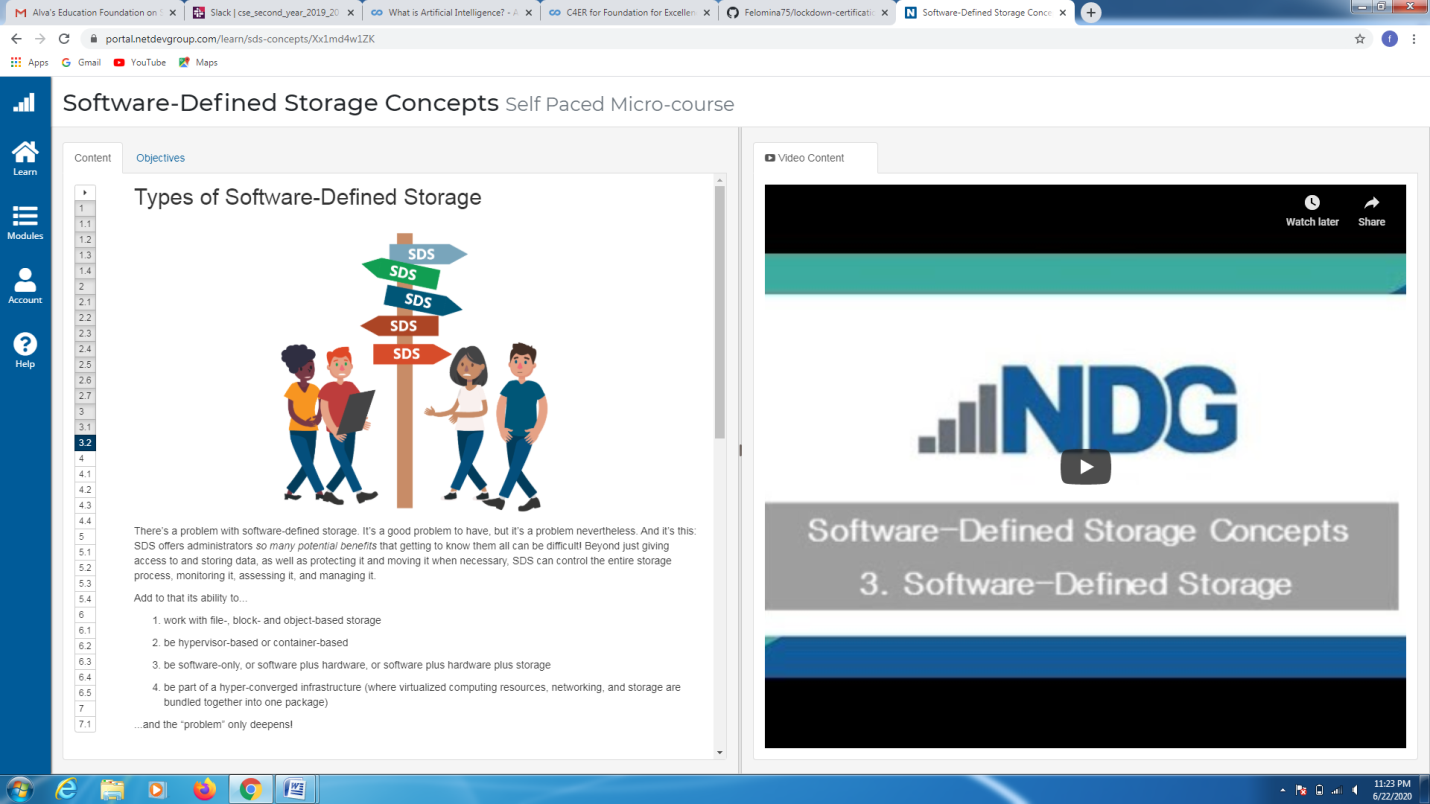 Alva's Education Foundation on S
Slack | cse_second_year_2019_20
What is Artificial Intelligence? - A
C4ER for Foundation for Excellen
Felomina75/lockdown-certificatio
Software-Defined Storage Conce
portal.netdevgroup.com/learn/sds-concepts/Xx1md4w1ZK
f
Apps
Gmail
YouTube
Maps
Software-Defined Storage Concepts Self Paced Micro-course
Learn
Modules
Account
Help
Content
Objectives
1
1.1
1.2
1.3
1.4
2
2.1
2.2
2.3
2.4
2.5
2.6
2.7
3
3.1
3.2
4
4.1
4.2
4.3
4.4
5
5.1
5.2
5.3
5.4
6
6.1
6.2
6.3
6.4
6.5
7
7.1
Types of Software-Defined Storage
SDS
SDS
SDS
SDS
SDS
There's a problem with software-defined storage. It's a good problem to have, but it's a problem nevertheless. And it's this:
SDS offers administrators so many potential benefits that getting to know them all can be difficult! Beyond just giving
access to and storing data, as well as protecting it and moving it when necessary, SDS can control the entire storage
process, monitoring it, assessing it, and managing it.
Add to that its ability to...
1. work with file-, block- and object-based storage
2. be hypervisor-based or container-based
3. be software-only, or software plus hardware, or software plus hardware plus storage
4. be part of a hyper-converged infrastructure (where virtualized computing resources, networking, and storage are
bundled together into one package)
...and the “problem” only deepens!
Video Content
Watch later
Share
NDG
Software-Defined Storage Concepts
3. Software-Defined Storage
11:23 PM
6/22/2020